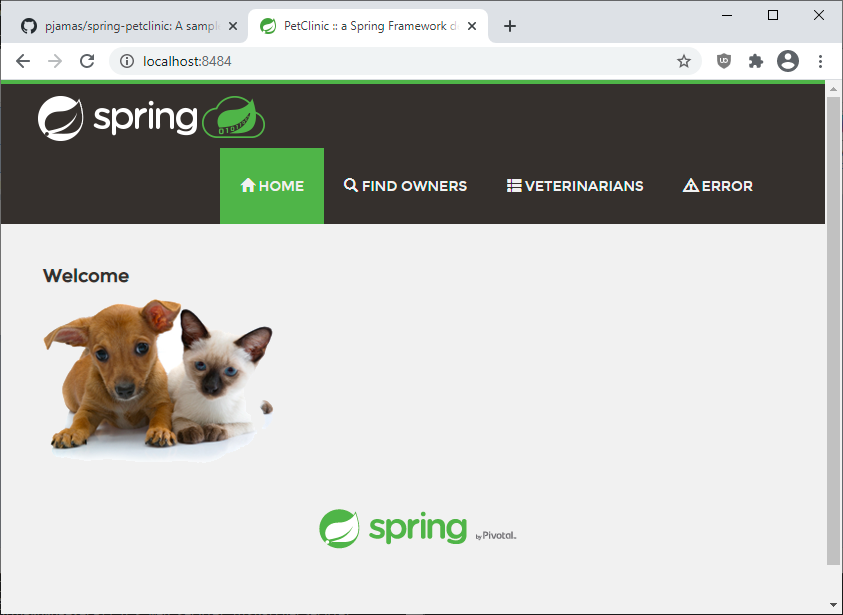 pjamas/spring-petclinic: A sampl
PetClinic :: a Spring Framework d
localhost:8484
spring
HOME
FIND OWNERS
VETERINARIANS
ERROR
Welcome
spring by Pivotal.